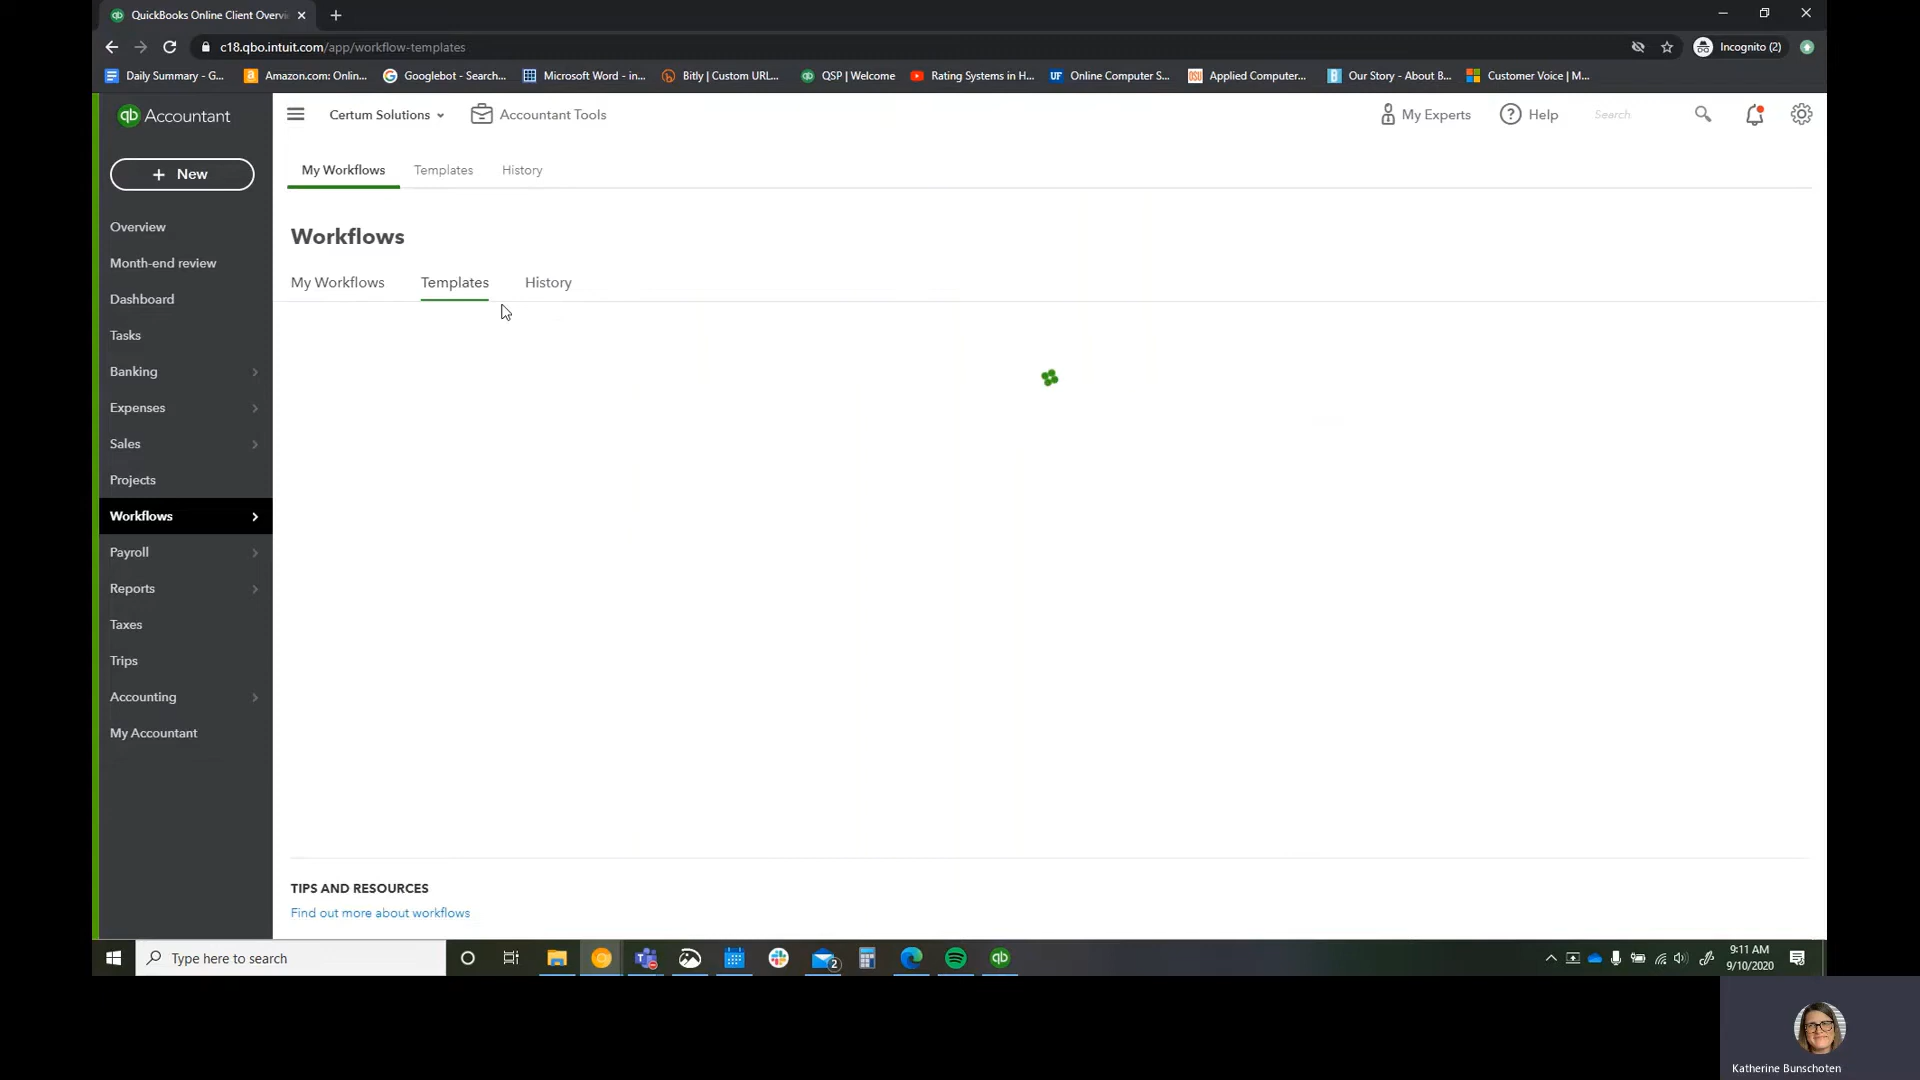 QuickBooks Online Client Overvi
c18.qbo.intuit.com/app/workflow-templates
Incognito (2)
Daily Summary - G...
Amazon.com: Onlin...
Googlebot - Search...
Microsoft Word - in...
Bitly | Custom URL...
QSP | Welcome
Rating Systems in H...
UF
Online Computer S...
OSU
Applied Computer...
Our Story - About B...
Customer Voice | M...
qb Accountant
Certum Solutions
Accountant Tools
My Experts
? Help
Search
+ New
My Workflows
Templates
History
Overview
Month-end review
Dashboard
Tasks
Banking
Expenses
Sales
Projects
Workflows
Payroll
Reports
Taxes
Trips
Accounting
My Accountant
Workflows
My Workflows
Templates
History
TIPS AND RESOURCES
Find out more about workflows
Type here to search
2
qb
9:11 AM
9/10/2020
Katherine Bunschoten